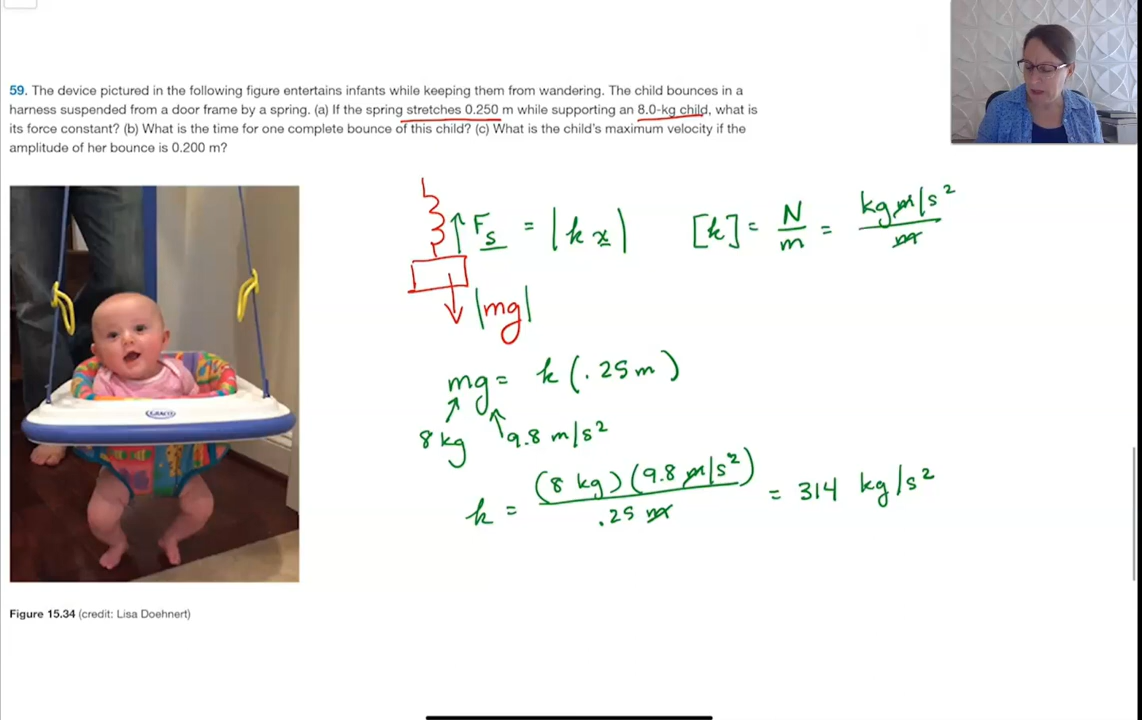 59. The device pictured in the following figure entertains infants while keeping them from wandering. The child bounces in a
harness suspended from a door frame by a spring. (a) If the spring stretches 0.250 m while supporting an 8.0-kg child, what is
its force constant? (b) What is the time for one complete bounce of this child? (c) What is the child's maximum velocity if the
amplitude of her bounce is 0.200 m?
Fs = |kx| [k] = N/m = kg m/s²/m
|mg|
mg = k (.25 m)
8 kg 9.8 m/s²
k = (8 kg)(9.8 m/s²)/.25 m = 314 kg/s²
GRACO
Figure 15.34 (credit: Lisa Doehnert)